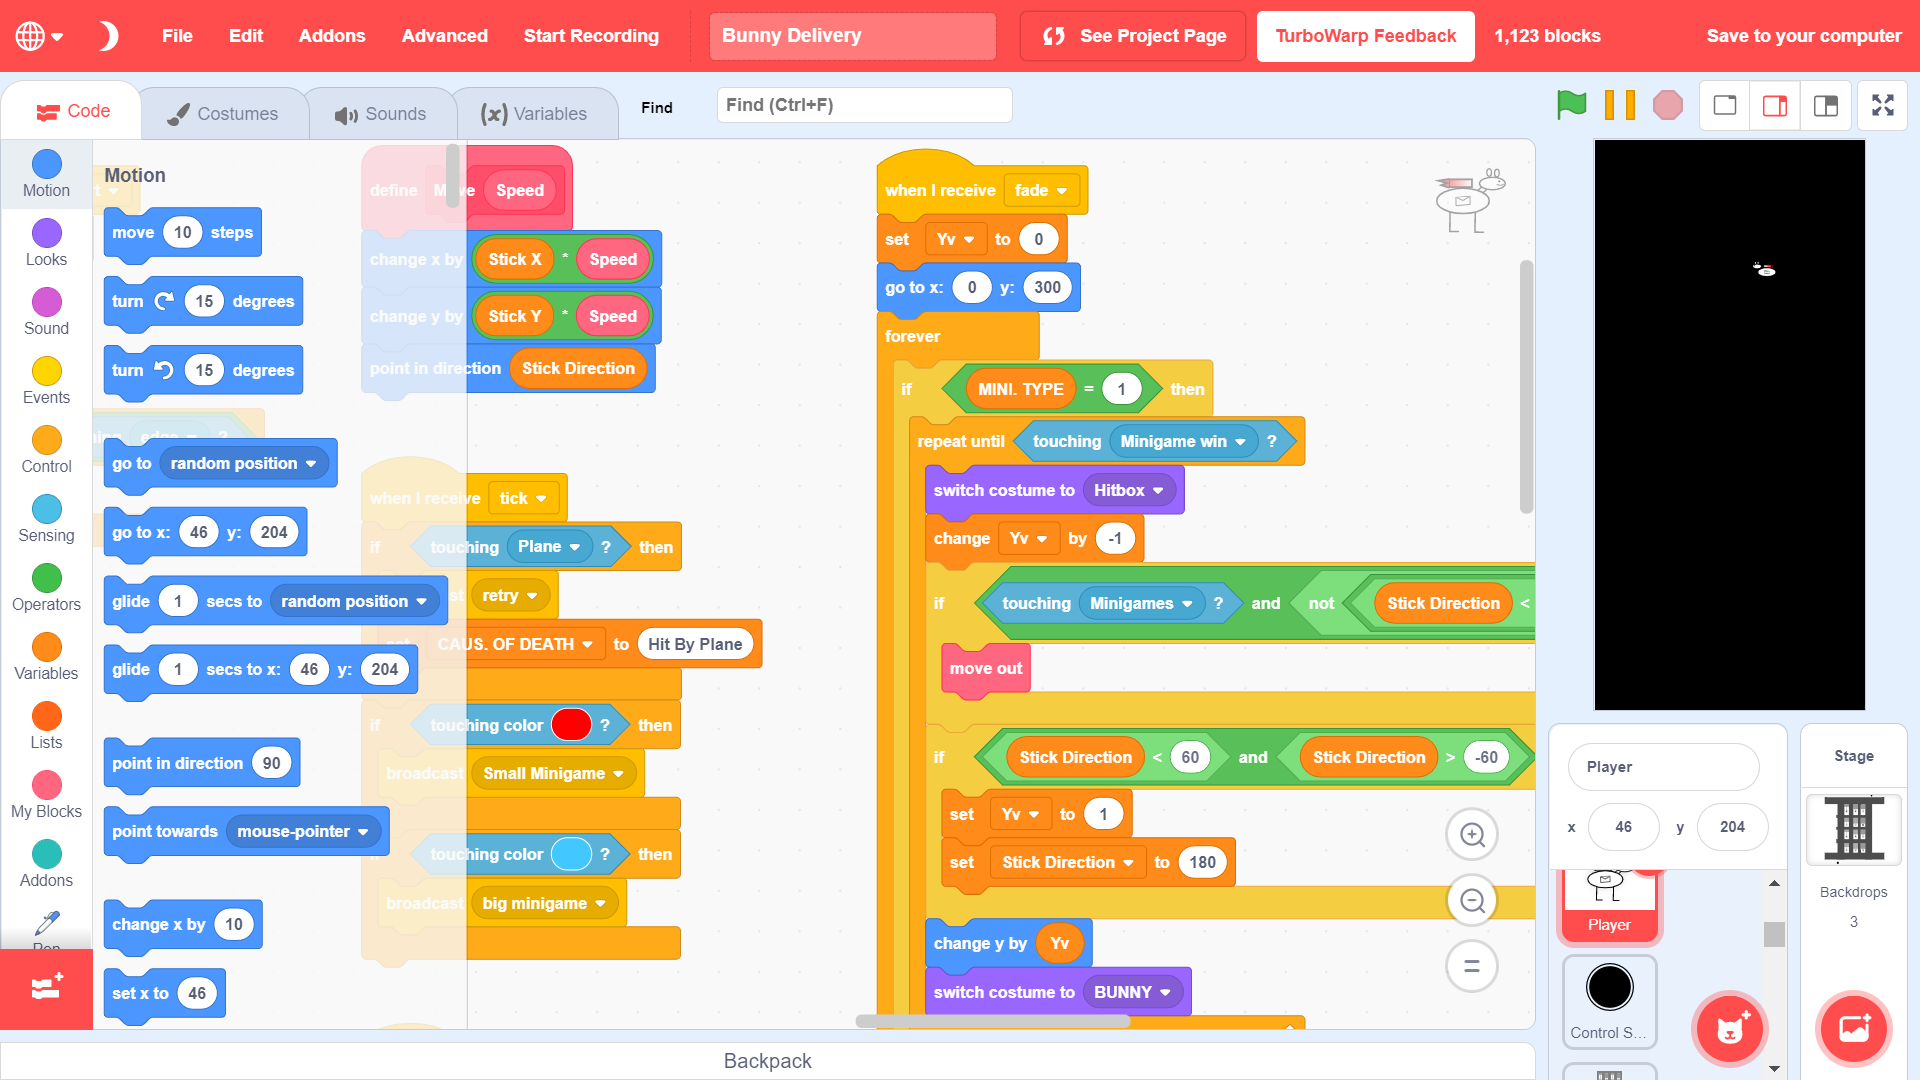 File Edit Addons Advanced Start Recording Bunny Delivery See Project Page TurboWarp Feedback 1,123 blocks Save to your computer
Code Costumes Sounds (x) Variables Find Find (Ctrl+F)
Motion
Looks
Sound
Events
Control
Sensing
Operators
Variables
Lists
My Blocks
Addons
Pen
Motion
move 10 steps
turn 15 degrees
turn 15 degrees
go to random position
go to x: 46 y: 204
glide 1 secs to random position
glide 1 secs to x: 46 y: 204
point in direction 90
point towards mouse-pointer
change x by 10
set x to 46
define Move Speed
change x by Stick X * Speed
change y by Stick Y * Speed
point in direction Stick Direction
when I receive tick
if touching Plane ? then
retry
set CAUS. OF DEATH to Hit By Plane
if touching color ? then
broadcast Small Minigame
if touching color ? then
broadcast big minigame
when I receive fade
set Yv to 0
go to x: 0 y: 300
forever
if MINI. TYPE = 1 then
repeat until touching Minigame win ?
switch costume to Hitbox
change Yv by -1
if touching Minigames ? and not Stick Direction <
move out
if Stick Direction < 60 and Stick Direction > -60
set Yv to 1
set Stick Direction to 180
change y by Yv
switch costume to BUNNY
Player
x 46 y 204
Player
Control S...
Stage
Backdrops
3
Backpack